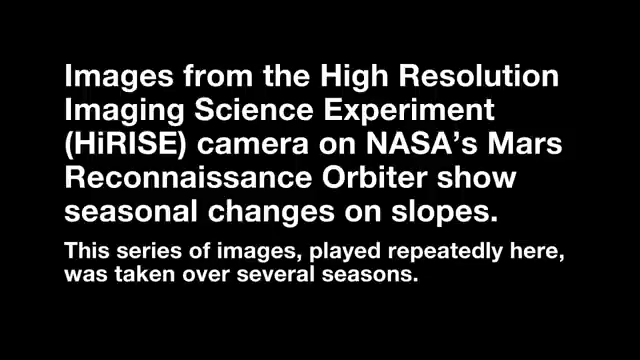 Images from the High Resolution
Imaging Science Experiment
(HiRISE) camera on NASA’s Mars
Reconnaissance Orbiter show
seasonal changes on slopes.
This series of images, played repeatedly here,
was taken over several seasons.